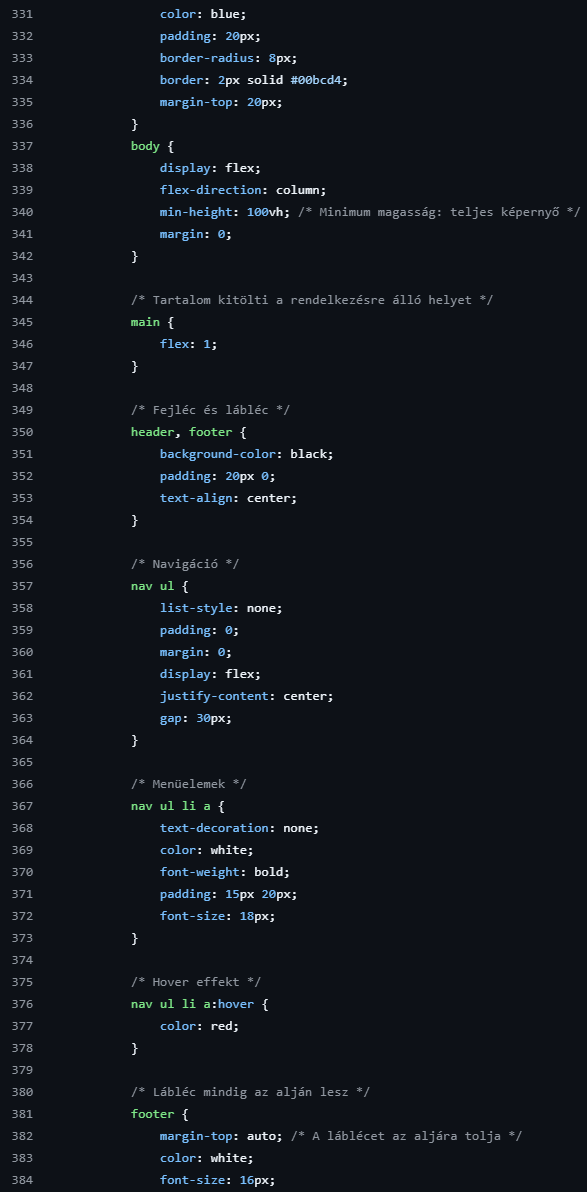 331 color: blue;
332 padding: 20px;
333 border-radius: 8px;
334 border: 2px solid #00bcd4;
335 margin-top: 20px;
336 }
337 body {
338 display: flex;
339 flex-direction: column;
340 min-height: 100vh; /* Minimum magasság: teljes képernyő */
341 margin: 0;
342 }
343
344 /* Tartalom kitölti a rendelkezésre álló helyet */
345 main {
346 flex: 1;
347 }
348
349 /* Fejléc és lábléc */
350 header, footer {
351 background-color: black;
352 padding: 20px 0;
353 text-align: center;
354 }
355
356 /* Navigáció */
357 nav ul {
358 list-style: none;
359 padding: 0;
360 margin: 0;
361 display: flex;
362 justify-content: center;
363 gap: 30px;
364 }
365
366 /* Menüelemek */
367 nav ul li a {
368 text-decoration: none;
369 color: white;
370 font-weight: bold;
371 padding: 15px 20px;
372 font-size: 18px;
373 }
374
375 /* Hover effekt */
376 nav ul li a:hover {
377 color: red;
378 }
379
380 /* Lábléc mindig az alján lesz */
381 footer {
382 margin-top: auto; /* A láblécet az aljára tolja */
383 color: white;
384 font-size: 16px;